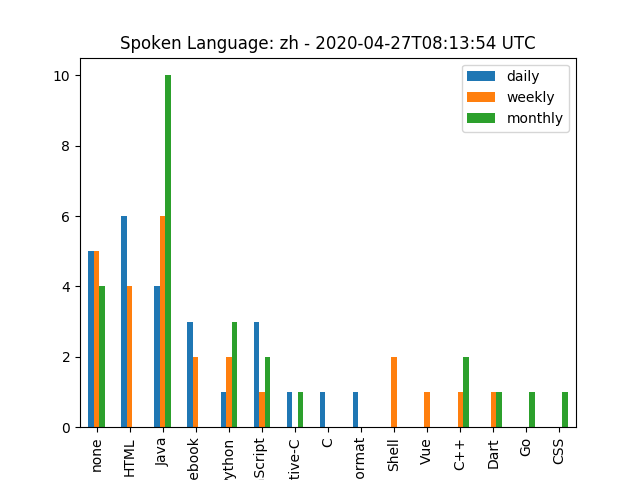 Spoken Language: zh - 2020-04-27T08:13:54 UTC
daily
weekly
monthly
10
8
6
4
2
0
none
HTML
Java
ebook
ython
Script
tive-C
C
ormat
Shell
Vue
C++
Dart
Go
CSS